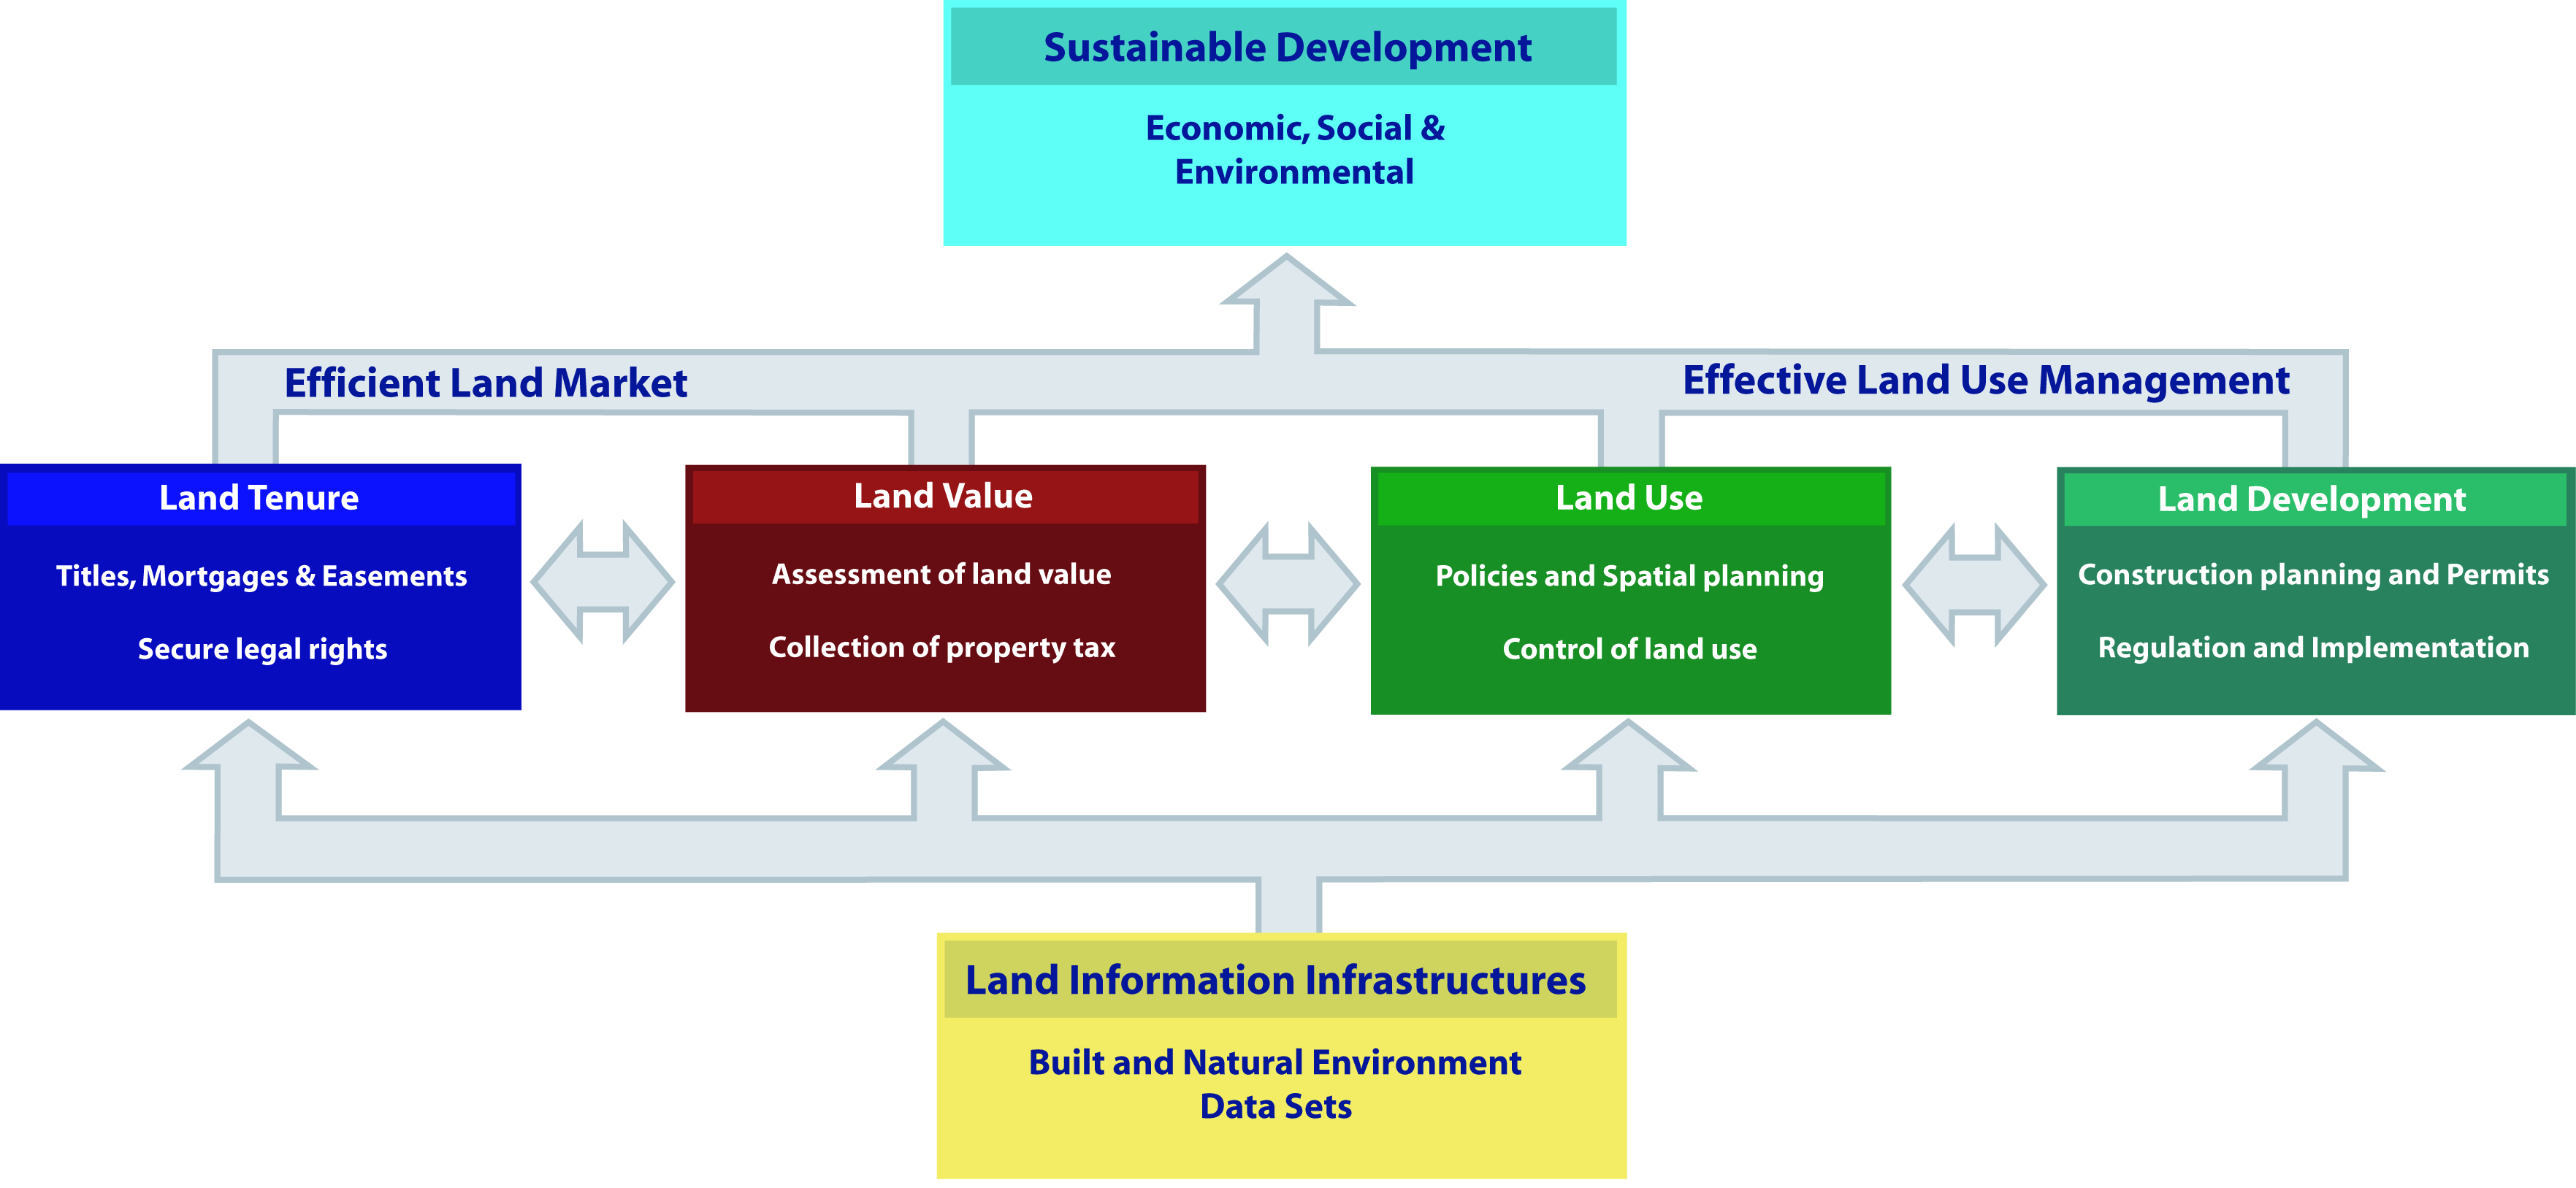 Sustainable Development
Economic, Social &
Environmental
Efficient Land Market
Effective Land Use Management
Land Tenure
Titles, Mortgages & Easements
Secure legal rights
Land Value
Assessment of land value
Collection of property tax
Land Use
Policies and Spatial planning
Control of land use
Land Development
Construction planning and Permits
Regulation and Implementation
Land Information Infrastructures
Built and Natural Environment
Data Sets